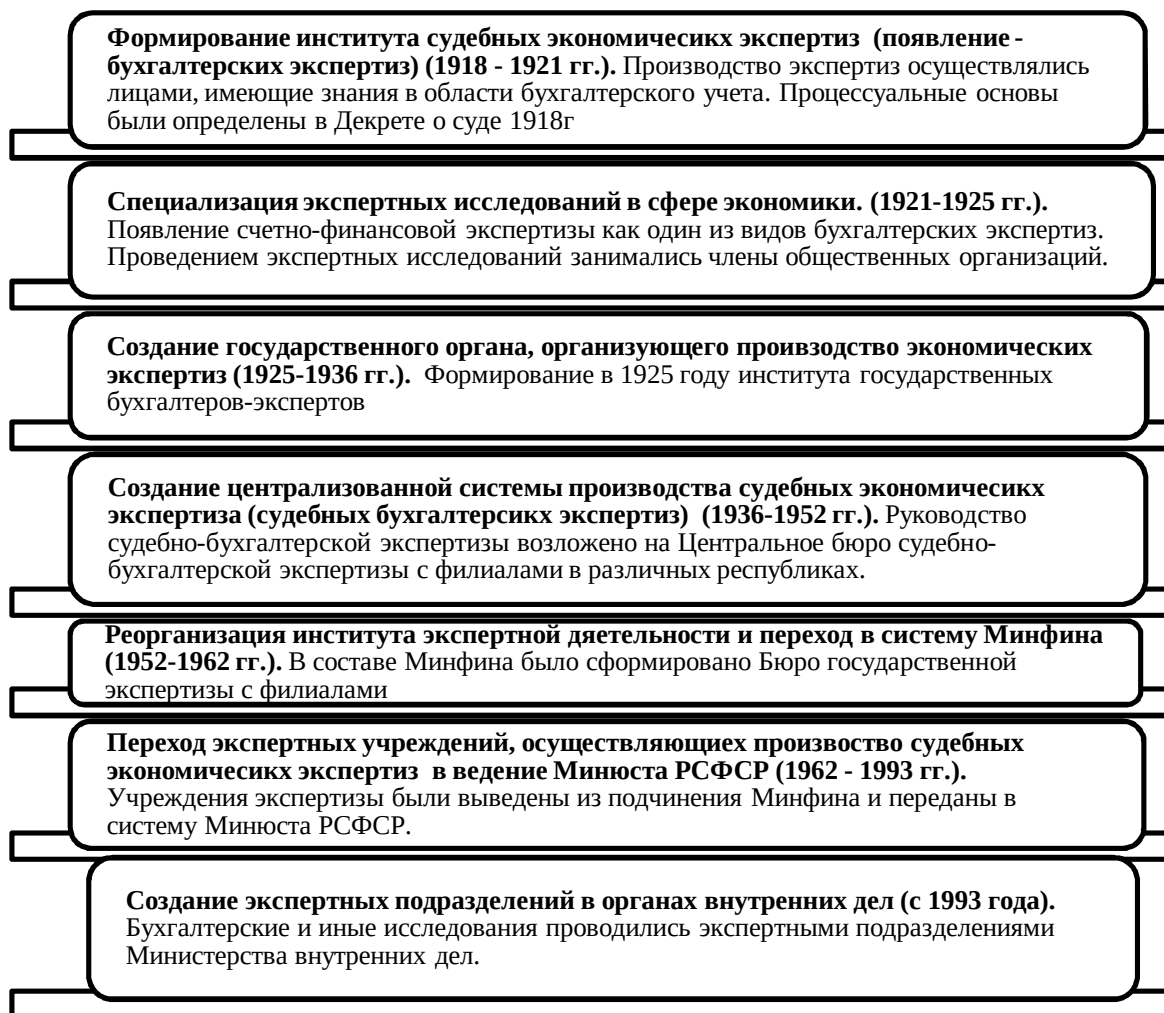 Формирование института судебных экономичесикх экспертиз (появление -
бухгалтерских экспертиз) (1918 - 1921 гг.). Производство экспертиз осуществлялись
лицами, имеющие знания в области бухгалтерского учета. Процессуальные основы
были определены в Декрете о суде 1918г
Специализация экспертных исследований в сфере экономики. (1921-1925 гг.).
Появление счетно-финансовой экспертизы как один из видов бухгалтерских экспертиз.
Проведением экспертных исследований занимались члены общественных организаций.
Создание государственного органа, организующего проивзодство экономических
экспертиз (1925-1936 гг.). Формирование в 1925 году института государственных
бухгалтеров-экспертов
Создание централизованной системы производства судебных экономичесикх
экспертиза (судебных бухгалтерсикх экспертиз) (1936-1952 гг.). Руководство
судебно-бухгалтерской экспертизы возложено на Центральное бюро судебно-
бухгалтерской экспертизы с филиалами в различных республиках.
Реорганизация института экспертной дяетельности и переход в систему Минфина
(1952-1962 гг.). В составе Минфина было сформировано Бюро государственной
экспертизы с филиалами
Переход экспертных учреждений, осуществляющиех произвоство судебных
экономичесикх экспертиз в ведение Минюста РСФСР (1962 - 1993 гг.).
Учреждения экспертизы были выведены из подчинения Минфина и переданы в
систему Минюста РСФСР.
Создание экспертных подразделений в органах внутренних дел (с 1993 года).
Бухгалтерские и иные исследования проводились экспертными подразделениями
Министерства внутренних дел.